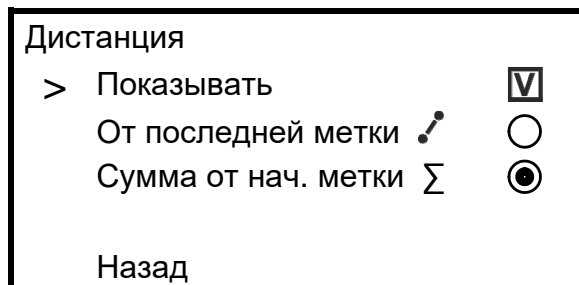 Дистанция
> Показывать V
От последней метки
Сумма от нач. метки ∑
Назад